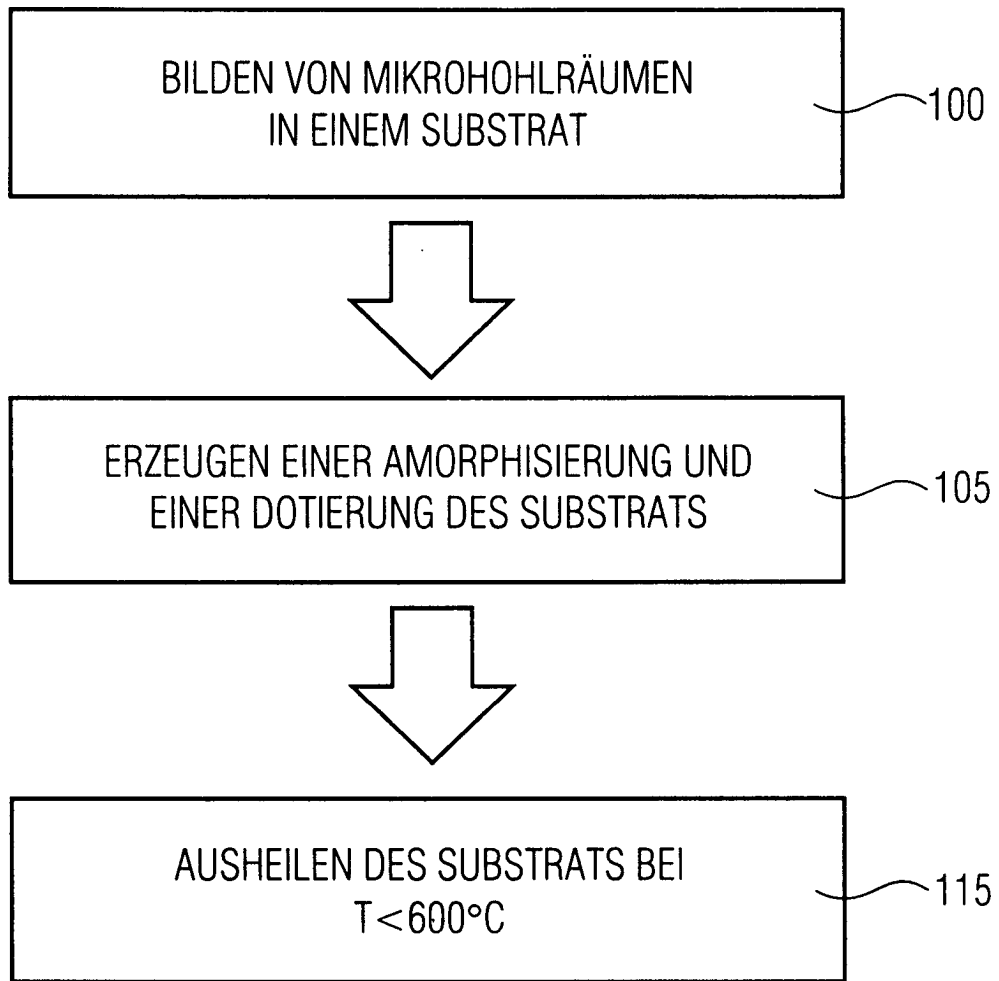 BILDEN VON MIKROHOHLRÄUMEN
IN EINEM SUBSTRAT
100
ERZEUGEN EINER AMORPHISIERUNG UND
EINER DOTIERUNG DES SUBSTRATS
105
AUSHEILEN DES SUBSTRATS BEI
T<600°C
115